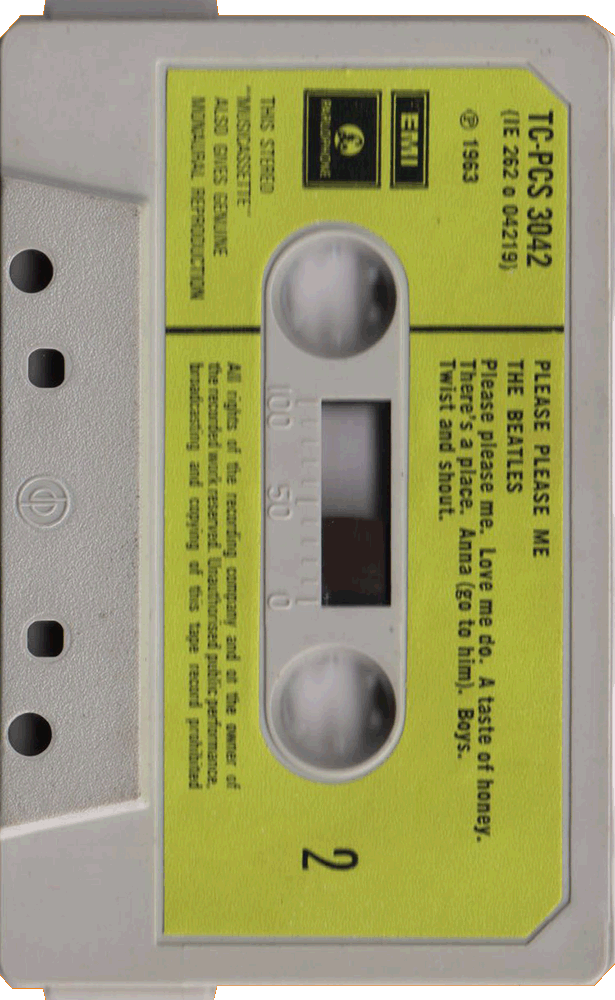 TC-PCS 3042
(IE 262 o 04219)
℗ 1963
EMI
PARLOPHONE
THIS STEREO
"MUSICASSETTE"
ALSO GIVES GENUINE
MONAURAL REPRODUCTION
PLEASE PLEASE ME
THE BEATLES
Please please me. Love me do. A taste of honey.
There's a place. Anna (go to him). Boys.
Twist and shout.
100 50 0
All rights of the recording company and of the owner of
the recorded work reserved. Unauthorised public performance,
broadcasting and copying of this tape record prohibited
2